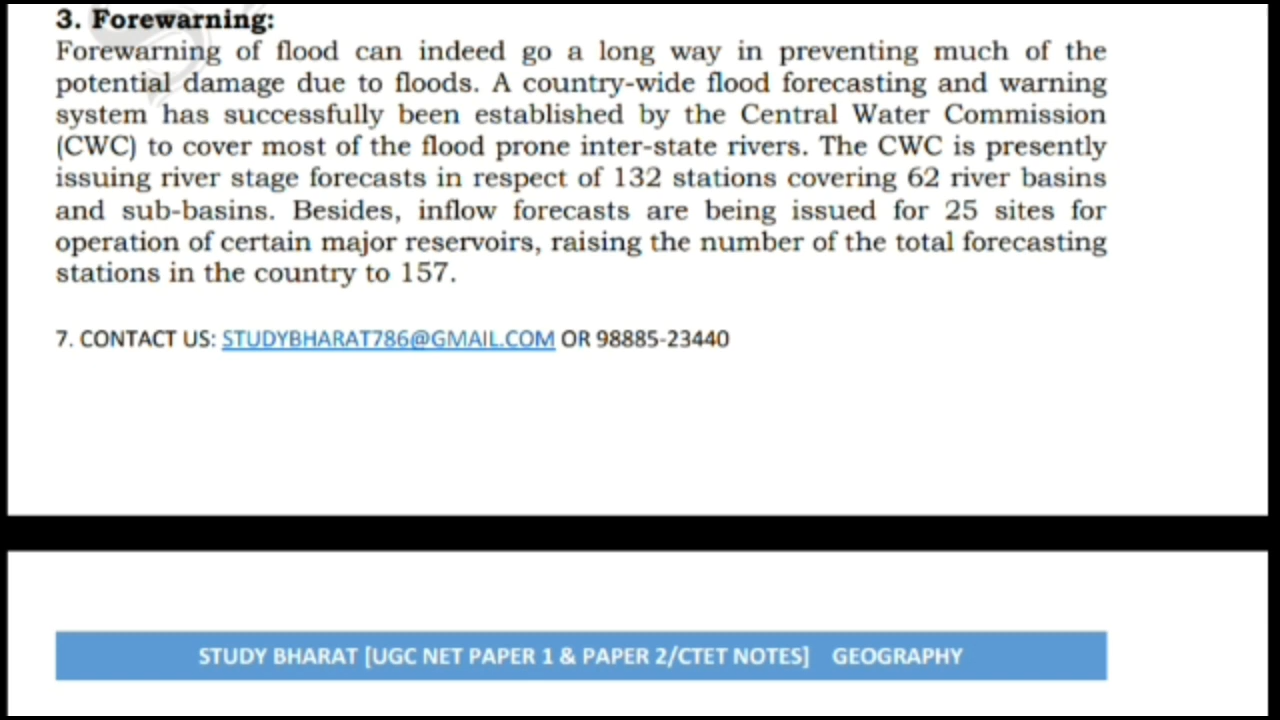 3. Forewarning:
Forewarning of flood can indeed go a long way in preventing much of the
potential damage due to floods. A country-wide flood forecasting and warning
system has successfully been established by the Central Water Commission
(CWC) to cover most of the flood prone inter-state rivers. The CWC is presently
issuing river stage forecasts in respect of 132 stations covering 62 river basins
and sub-basins. Besides, inflow forecasts are being issued for 25 sites for
operation of certain major reservoirs, raising the number of the total forecasting
stations in the country to 157.
7. CONTACT US: STUDYBHARAT786@GMAIL.COM OR 98885-23440
STUDY BHARAT [UGC NET PAPER 1 & PAPER 2/CTET NOTES] GEOGRAPHY